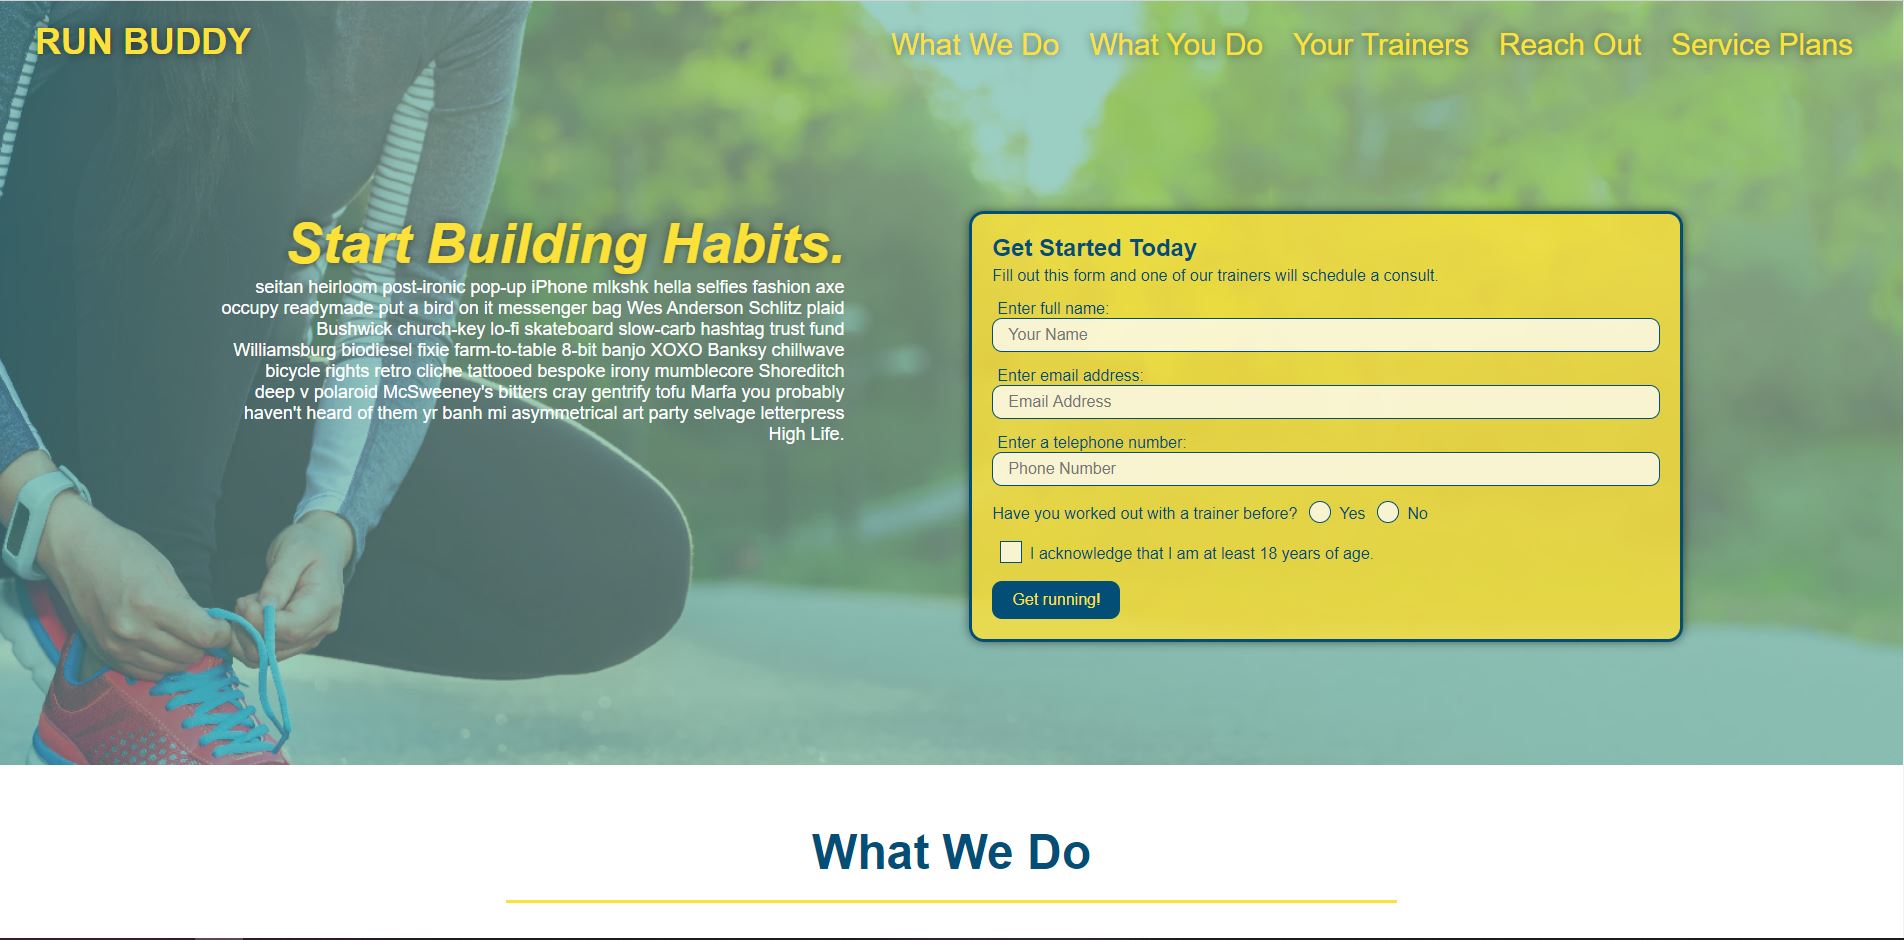 RUN BUDDY
What We Do What You Do Your Trainers Reach Out Service Plans
Start Building Habits.
seitan heirloom post-ironic pop-up iPhone mlkshk hella selfies fashion axe
occupy readymade put a bird on it messenger bag Wes Anderson Schlitz plaid
Bushwick church-key lo-fi skateboard slow-carb hashtag trust fund
Williamsburg biodiesel fixie farm-to-table 8-bit banjo XOXO Banksy chillwave
bicycle rights retro cliche tattooed bespoke irony mumblecore Shoreditch
deep v polaroid McSweeney's bitters cray gentrify tofu Marfa you probably
haven't heard of them yr banh mi asymmetrical art party selvage letterpress
High Life.
Get Started Today
Fill out this form and one of our trainers will schedule a consult.
Enter full name:
Your Name
Enter email address:
Email Address
Enter a telephone number:
Phone Number
Have you worked out with a trainer before? Yes No
I acknowledge that I am at least 18 years of age.
Get running!
What We Do